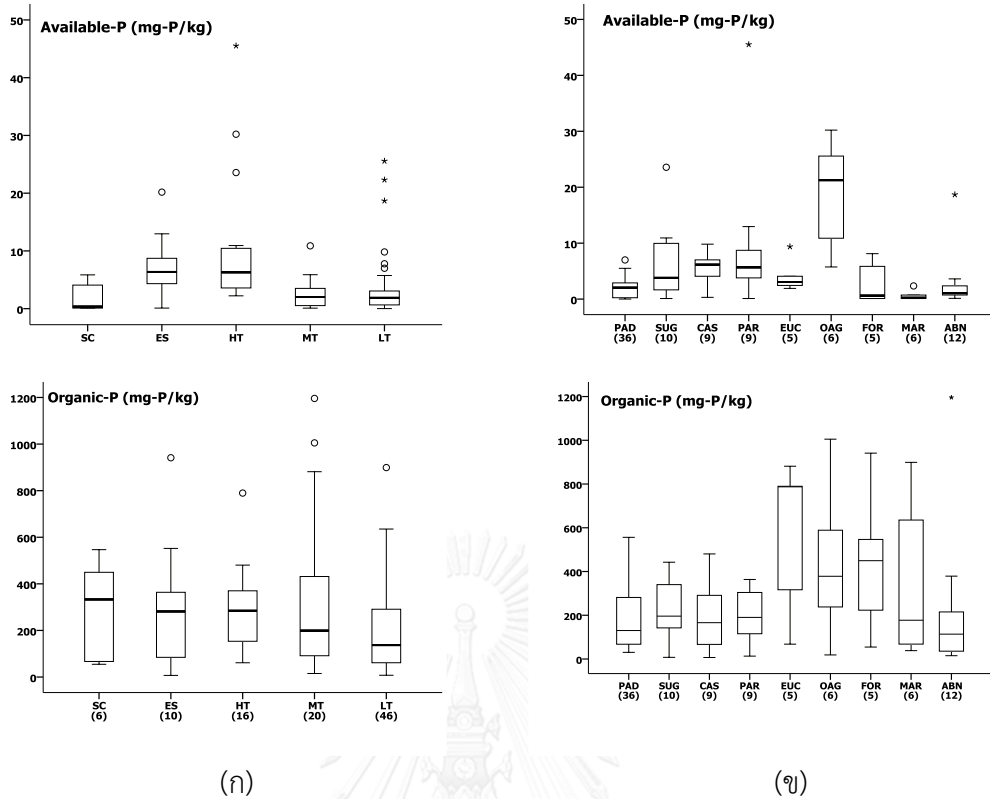 Available-P (mg-P/kg)
50
40
30
20
10
0
SC ES HT MT LT
Available-P (mg-P/kg)
50
40
30
20
10
0
PAD SUG CAS PAR EUC OAG FOR MAR ABN
(36) (10) (9) (9) (5) (6) (5) (6) (12)
Organic-P (mg-P/kg)
1200
1000
800
600
400
200
0
SC ES HT MT LT
(6) (10) (16) (20) (46)
Organic-P (mg-P/kg)
1200
1000
800
600
400
200
0
PAD SUG CAS PAR EUC OAG FOR MAR ABN
(36) (10) (9) (9) (5) (6) (5) (6) (12)
(ก) (ข)